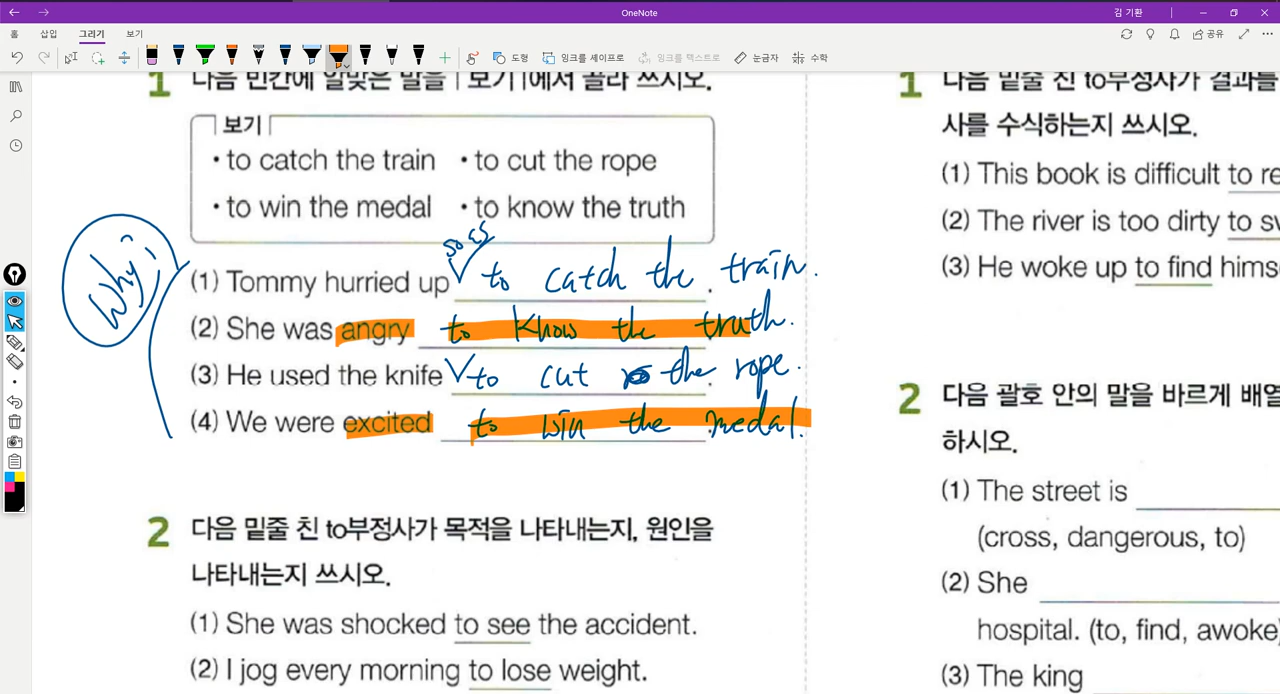 OneNote
김 기환
홈 삽입 그리기 보기
도형 잉크를 셰이프로 잉크를 텍스트로 눈금자 수학 공유
1 다음 빈칸에 알맞은 말을 |보기|에서 골라 쓰시오.
보기
• to catch the train • to cut the rope
• to win the medal • to know the truth
Why?
so as
(1) Tommy hurried up to catch the train.
(2) She was angry to know the truth.
(3) He used the knife to cut the rope.
(4) We were excited to win the medal.
2 다음 밑줄 친 to부정사가 목적을 나타내는지, 원인을
나타내는지 쓰시오.
(1) She was shocked to see the accident.
(2) I jog every morning to lose weight.
1 다음 밑줄 친 to부정사가 결과를
사를 수식하는지 쓰시오.
(1) This book is difficult to re
(2) The river is too dirty to sw
(3) He woke up to find hims
2 다음 괄호 안의 말을 바르게 배열
하시오.
(1) The street is
(cross, dangerous, to)
(2) She
hospital. (to, find, awoke)
(3) The king